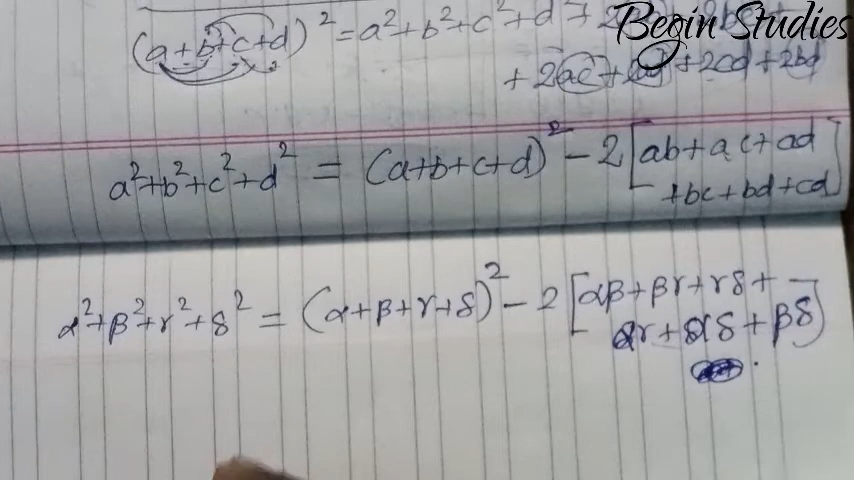 Begin Studies
(a+b+c+d)² = a²+b²+c²+d²+
+ 2ac + +2cd+2bd
a²+b²+c²+d² = (a+b+c+d)² - 2[ab+ac+ad
+bc+bd+cd]
α²+β²+γ²+δ² = (α+β+γ+δ)² - 2[αβ+βγ+γδ+
αγ+αδ+βδ]